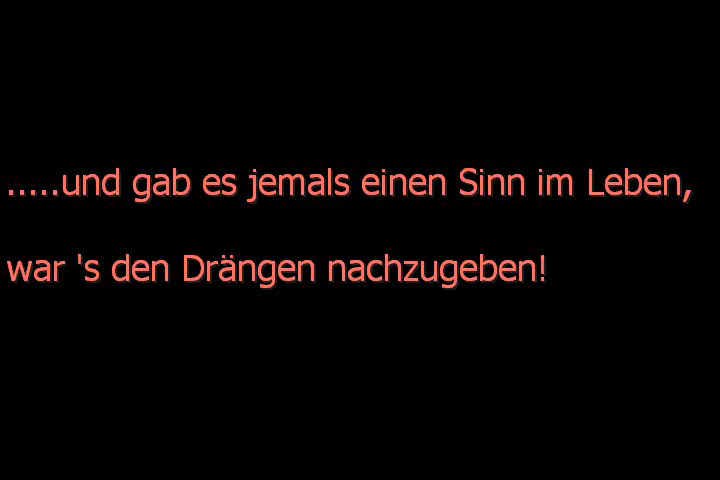 .....und gab es jemals einen Sinn im Leben,
war 's den Drängen nachzugeben!